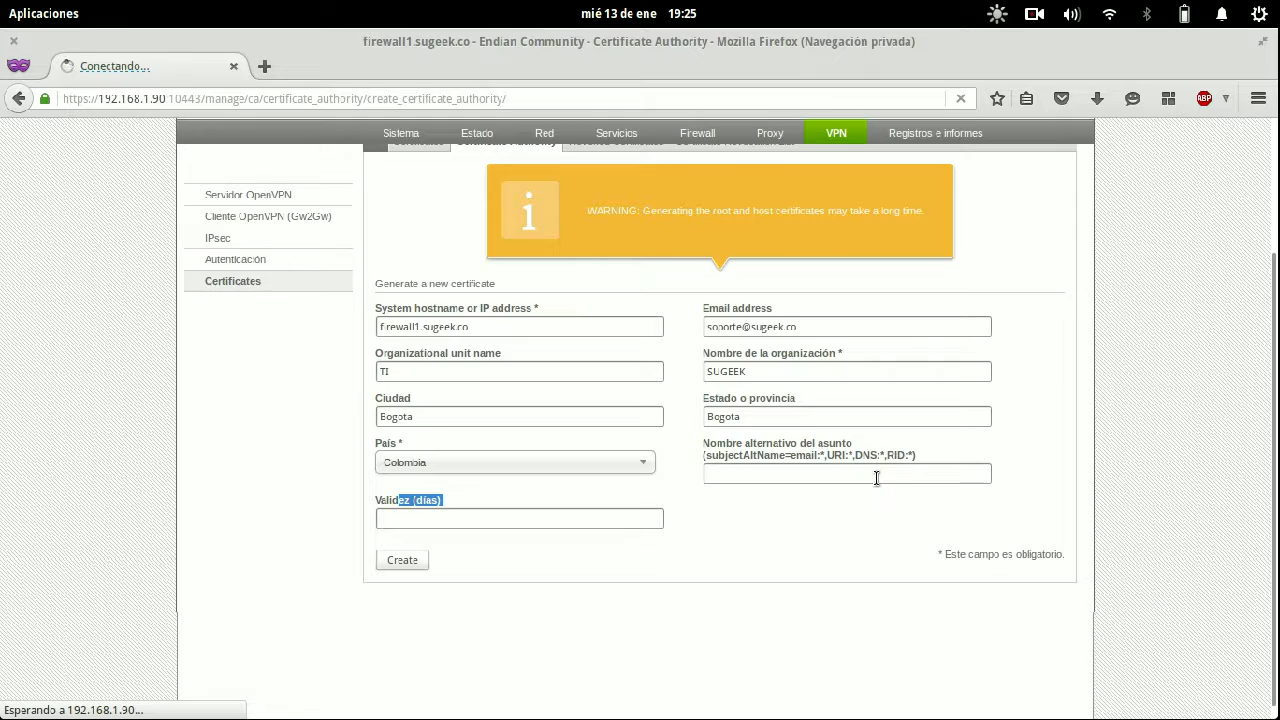 Aplicaciones
mié 13 de ene 19:25
firewall1.sugeek.co - Endian Community - Certificate Authority - Mozilla Firefox (Navegación privada)
Conectando...
https://192.168.1.90:10443/manage/ca/certificate_authority/create_certificate_authority/
ABP
Sistema Estado Red Servicios Firewall Proxy VPN Registros e informes
Certificate Authority
Servidor OpenVPN
Cliente OpenVPN (Gw2Gw)
IPsec
Autenticación
Certificates
WARNING: Generating the root and host certificates may take a long time.
Generate a new certificate
System hostname or IP address *
firewall1.sugeek.co
Email address
soporte@sugeek.co
Organizational unit name
TI
Nombre de la organización *
SUGEEK
Ciudad
Bogota
Estado o provincia
Bogota
País *
Colombia
Nombre alternativo del asunto
(subjectAltName=email:*,URI:*,DNS:*,RID:*)
Validez (días)
Create
* Este campo es obligatorio.
Esperando a 192.168.1.90...